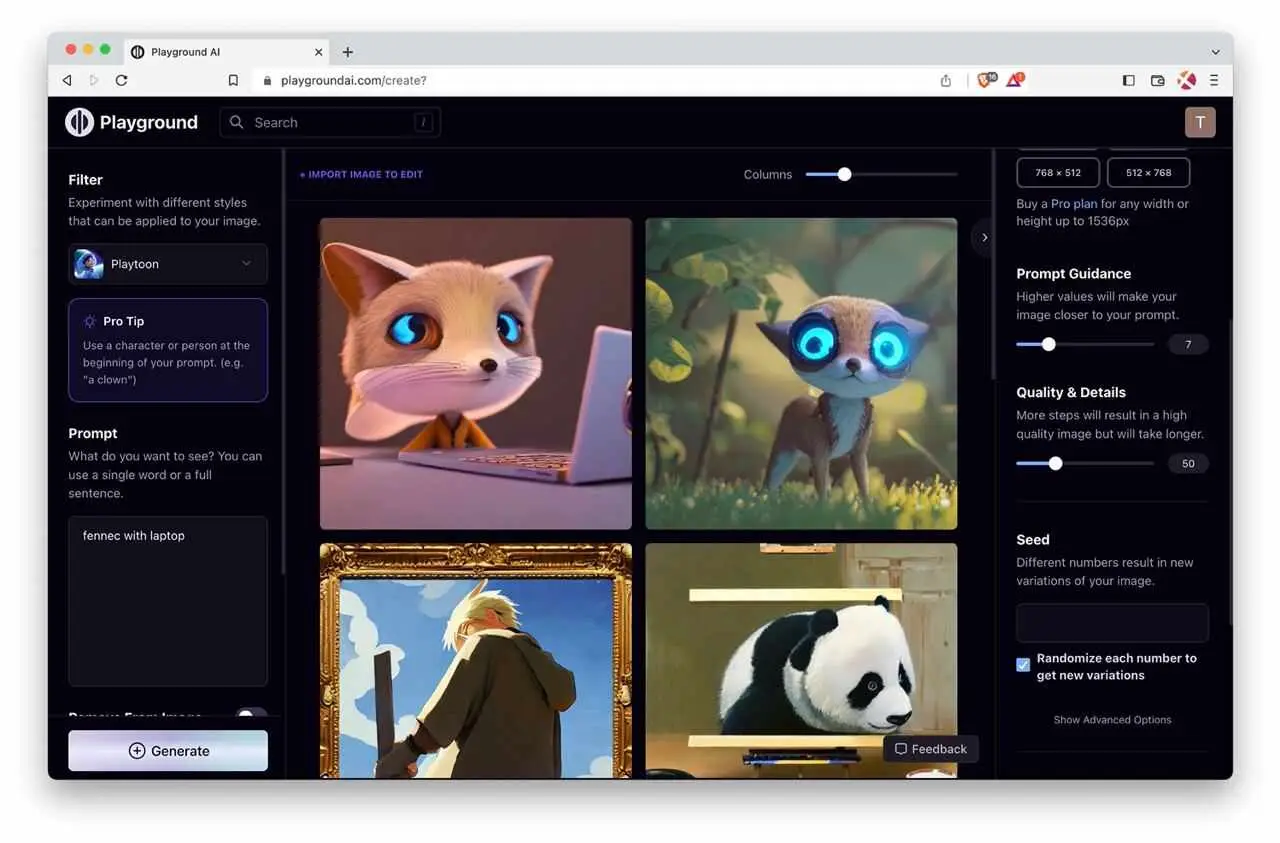 Playground AI
playgroundai.com/create?
Playground
Search
/
T
Filter
Experiment with different styles
that can be applied to your image.
Playtoon
Pro Tip
Use a character or person at the
beginning of your prompt. (e.g.
"a clown")
Prompt
What do you want to see? You can
use a single word or a full
sentence.
fennec with laptop
Generate
+ IMPORT IMAGE TO EDIT
Columns
Feedback
768 × 512
512 × 768
Buy a Pro plan for any width or
height up to 1536px
Prompt Guidance
Higher values will make your
image closer to your prompt.
7
Quality & Details
More steps will result in a high
quality image but will take longer.
50
Seed
Different numbers result in new
variations of your image.
Randomize each number to
get new variations
Show Advanced Options